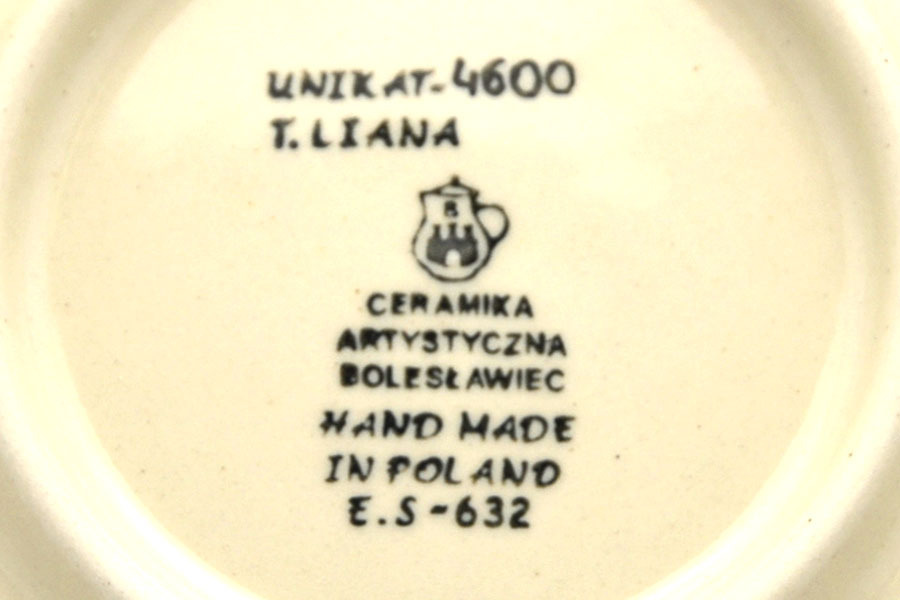 UNIKAT-4600
T. LIANA
B
CERAMIKA
ARTYSTYCZNA
BOLESŁAWIEC
HAND MADE
IN POLAND
E.S-632